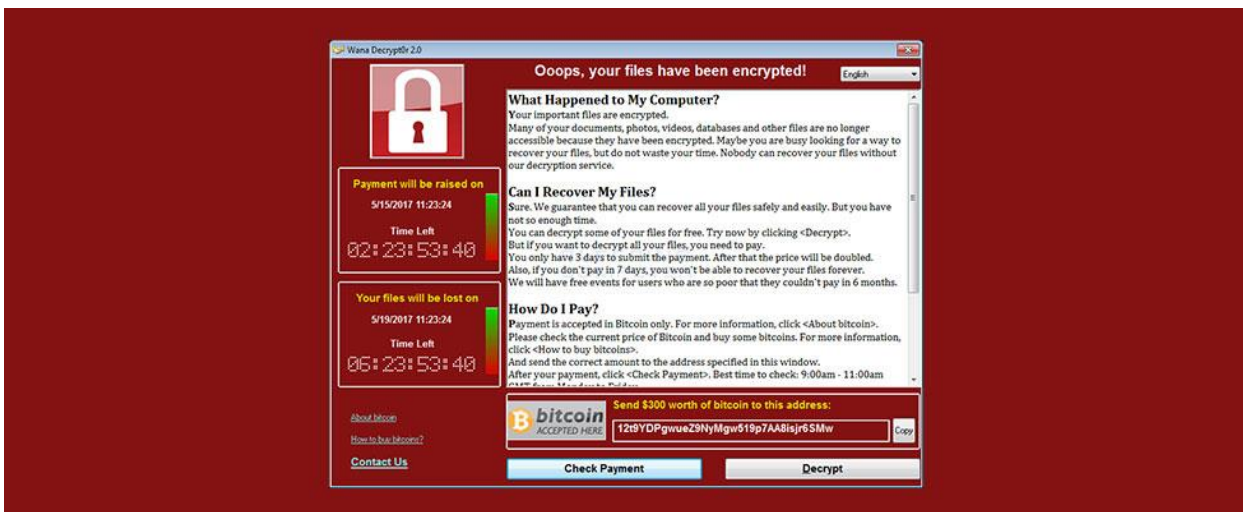 Wana Decrypt0r 2.0
Ooops, your files have been encrypted!
English
What Happened to My Computer?
Your important files are encrypted.
Many of your documents, photos, videos, databases and other files are no longer
accessible because they have been encrypted. Maybe you are busy looking for a way to
recover your files, but do not waste your time. Nobody can recover your files without
our decryption service.
Can I Recover My Files?
Sure. We guarantee that you can recover all your files safely and easily. But you have
not so enough time.
You can decrypt some of your files for free. Try now by clicking <Decrypt>.
But if you want to decrypt all your files, you need to pay.
You only have 3 days to submit the payment. After that the price will be doubled.
Also, if you don't pay in 7 days, you won't be able to recover your files forever.
We will have free events for users who are so poor that they couldn't pay in 6 months.
How Do I Pay?
Payment is accepted in Bitcoin only. For more information, click <About bitcoin>.
Please check the current price of Bitcoin and buy some bitcoins. For more information,
click <How to buy bitcoins>.
And send the correct amount to the address specified in this window.
After your payment, click <Check Payment>. Best time to check: 9:00am - 11:00am
GMT from Monday to Friday
Payment will be raised on
5/15/2017 11:23:24
Time Left
02:23:53:40
Your files will be lost on
5/19/2017 11:23:24
Time Left
06:23:53:40
About bitcoin
How to buy bitcoins?
Contact Us
bitcoin
ACCEPTED HERE
Send $300 worth of bitcoin to this address:
12t9YDPgwueZ9NyMgw519p7AA8isjr6SMw
Copy
Check Payment
Decrypt